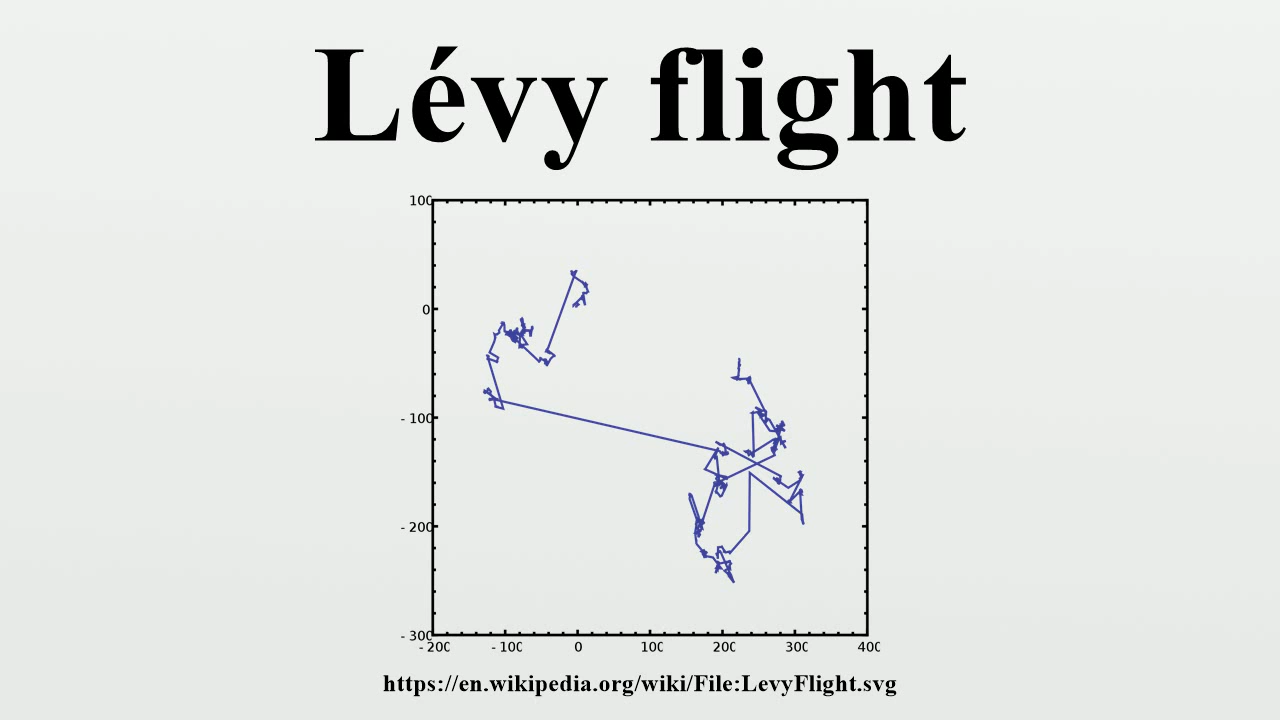 Lévy flight
100
0
-100
-200
-300
-200 -100 0 100 200 300 400
https://en.wikipedia.org/wiki/File:LevyFlight.svg